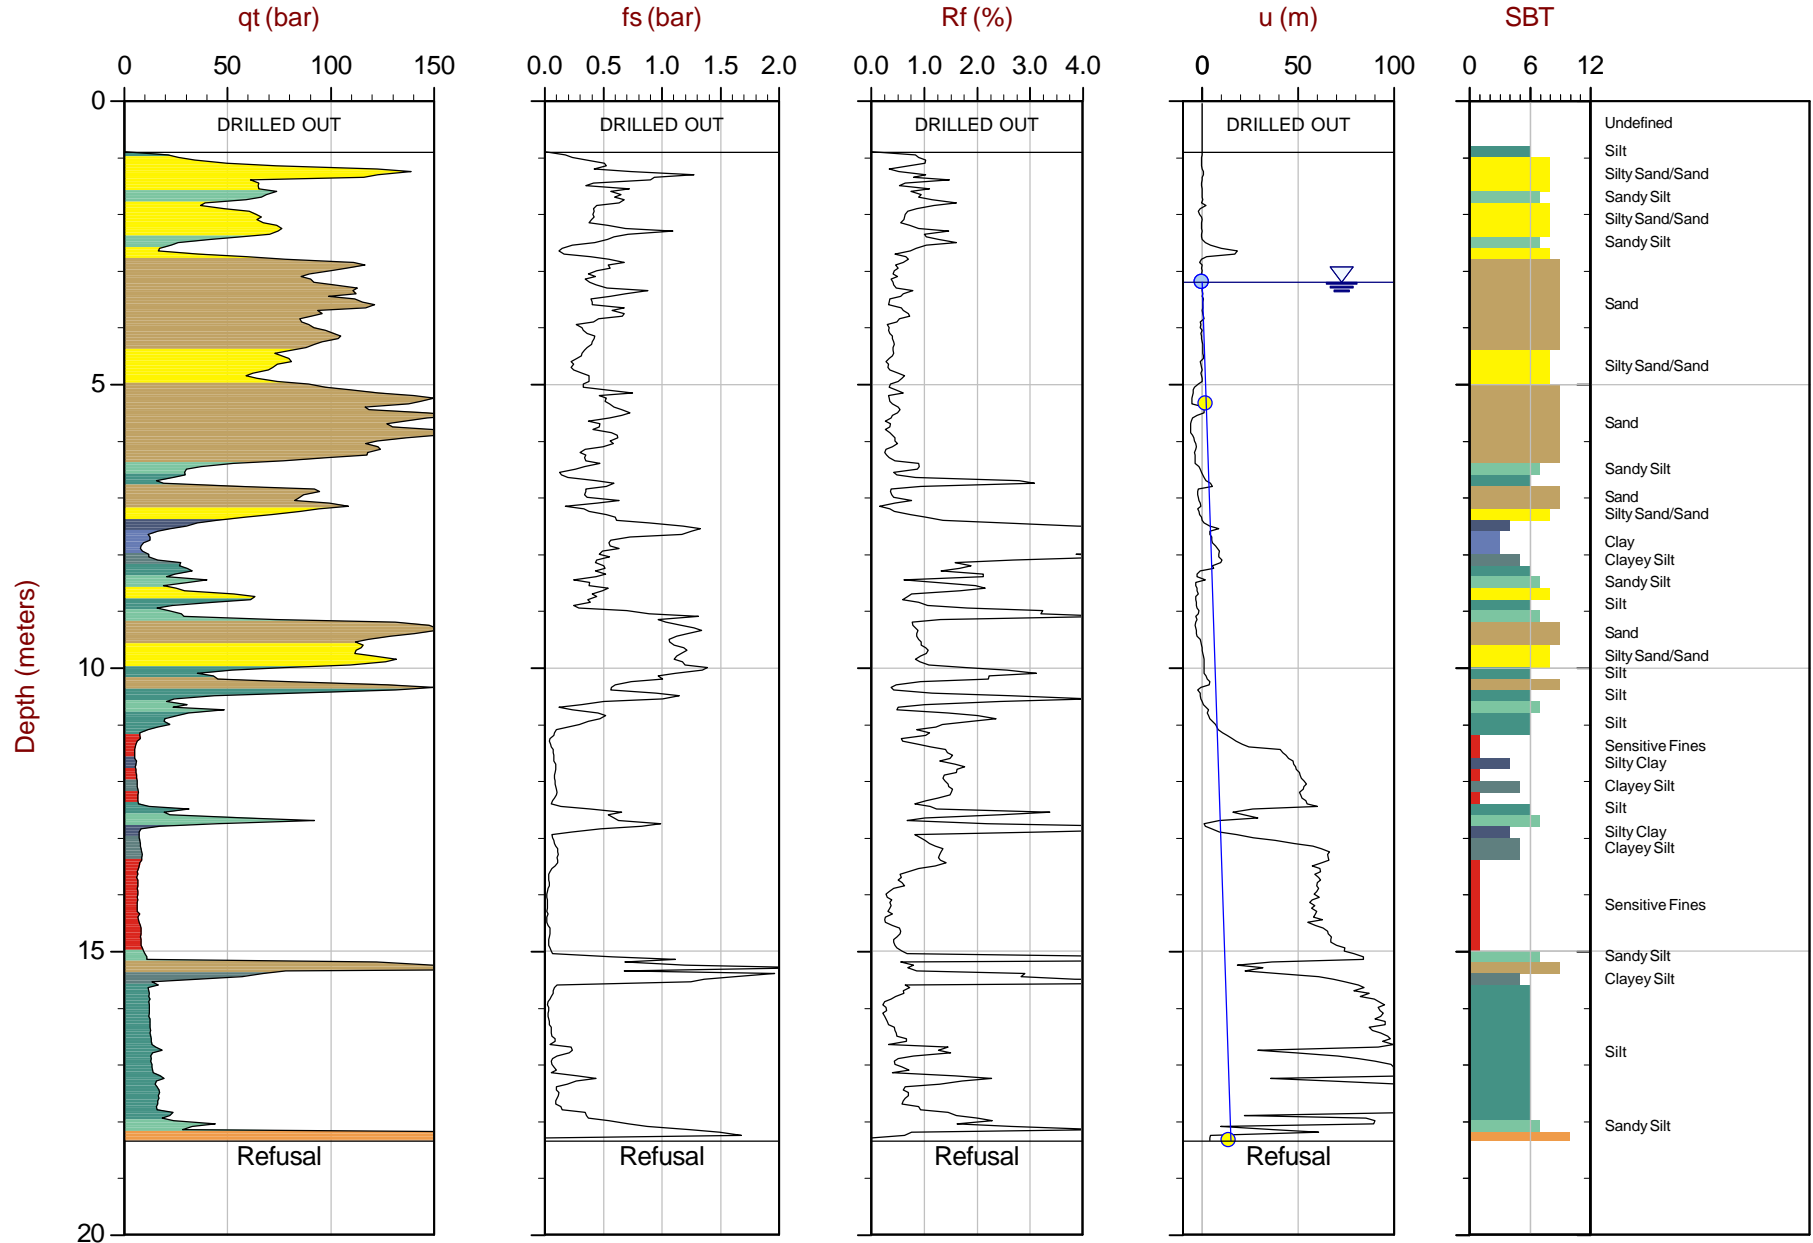 qt (bar) fs (bar) Rf (%) u (m) SBT
0 50 100 150 0.0 0.5 1.0 1.5 2.0 0.0 1.0 2.0 3.0 4.0 0 50 100 0 6 12
0
DRILLED OUT DRILLED OUT DRILLED OUT DRILLED OUT
Undefined
Silt
Silty Sand/Sand
Sandy Silt
Silty Sand/Sand
Sandy Silt
Sand
Silty Sand/Sand
5
Sand
Sandy Silt
Sand
Silty Sand/Sand
Clay
Clayey Silt
Sandy Silt
Silt
Sand
Silty Sand/Sand
10
Silt
Silt
Silt
Depth (meters)
Sensitive Fines
Silty Clay
Clayey Silt
Silt
Silty Clay
Clayey Silt
Sensitive Fines
15
Sandy Silt
Clayey Silt
Silt
Sandy Silt
Refusal Refusal Refusal Refusal
20